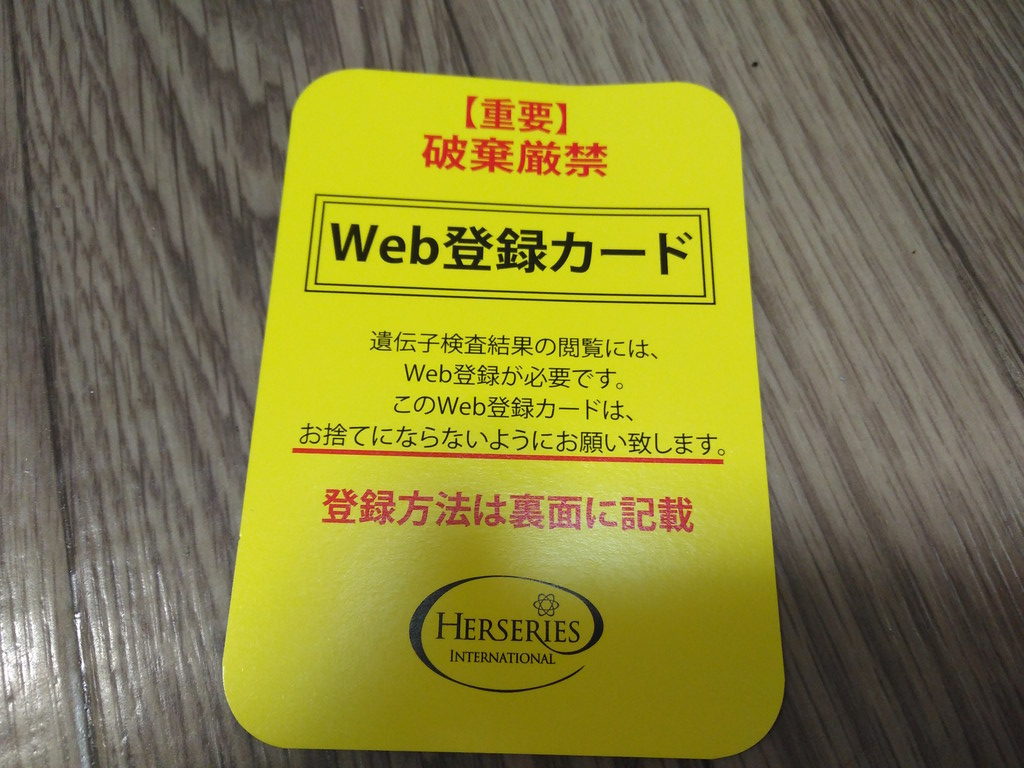 【重要】
破棄厳禁
Web登録カード
遺伝子検査結果の閲覧には、
Web登録が必要です。
このWeb登録カードは、
お捨てにならないようにお願い致します。
登録方法は裏面に記載
HERSERIES
INTERNATIONAL